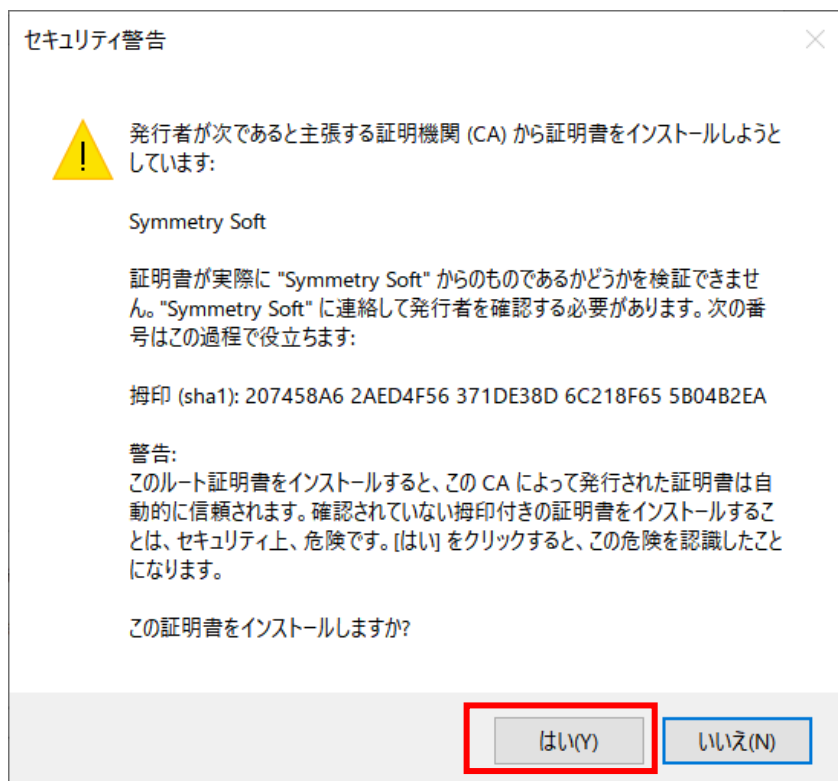 セキュリティ警告
発行者が次であると主張する証明機関 (CA) から証明書をインストールしようと
しています:
Symmetry Soft
証明書が実際に "Symmetry Soft" からのものであるかどうかを検証できませ
ん。"Symmetry Soft" に連絡して発行者を確認する必要があります。次の番
号はこの過程で役立ちます:
拇印 (sha1): 207458A6 2AED4F56 371DE38D 6C218F65 5B04B2EA
警告:
このルート証明書をインストールすると、この CA によって発行された証明書は自
動的に信頼されます。確認されていない拇印付きの証明書をインストールするこ
とは、セキュリティ上、危険です。[はい] をクリックすると、この危険を認識したこと
になります。
この証明書をインストールしますか?
はい(Y)
いいえ(N)